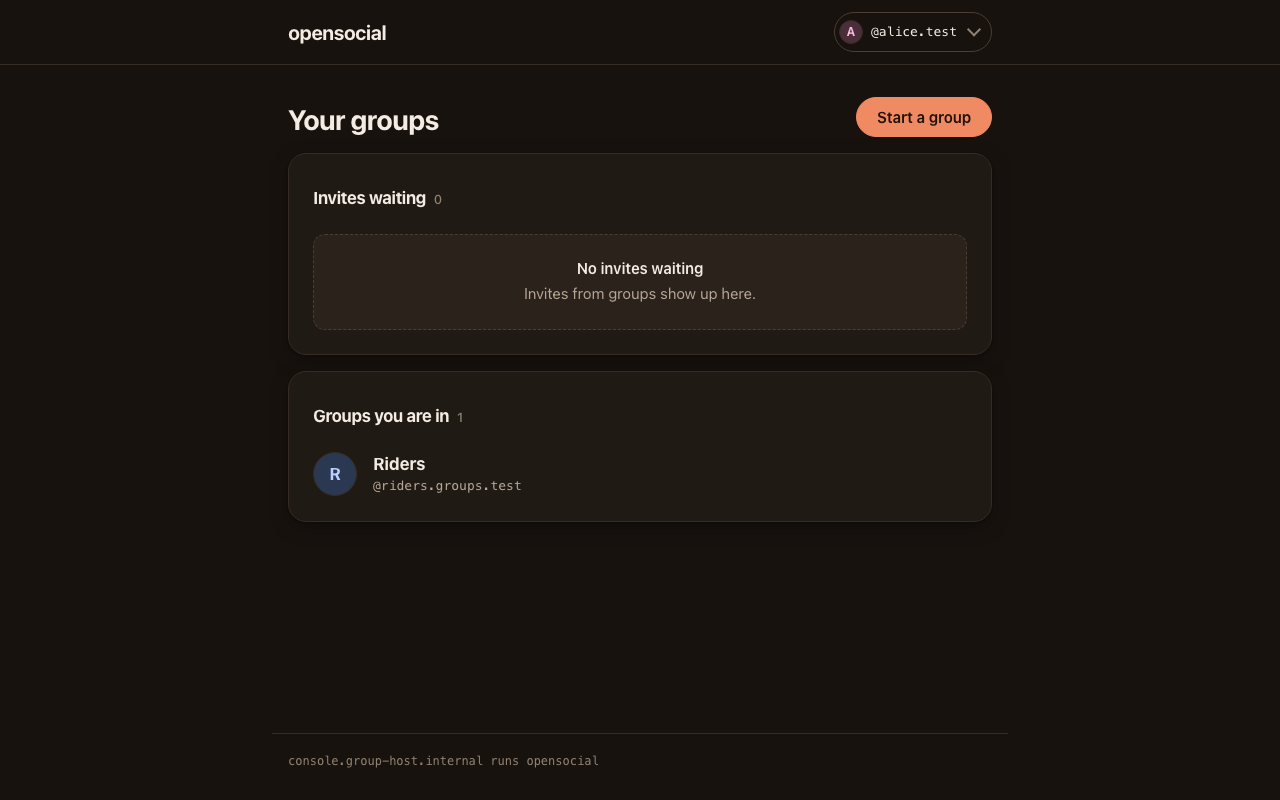 opensocial
A @alice.test
Your groups
Start a group
Invites waiting 0
No invites waiting
Invites from groups show up here.
Groups you are in 1
R
Riders
@riders.groups.test
console.group-host.internal runs opensocial